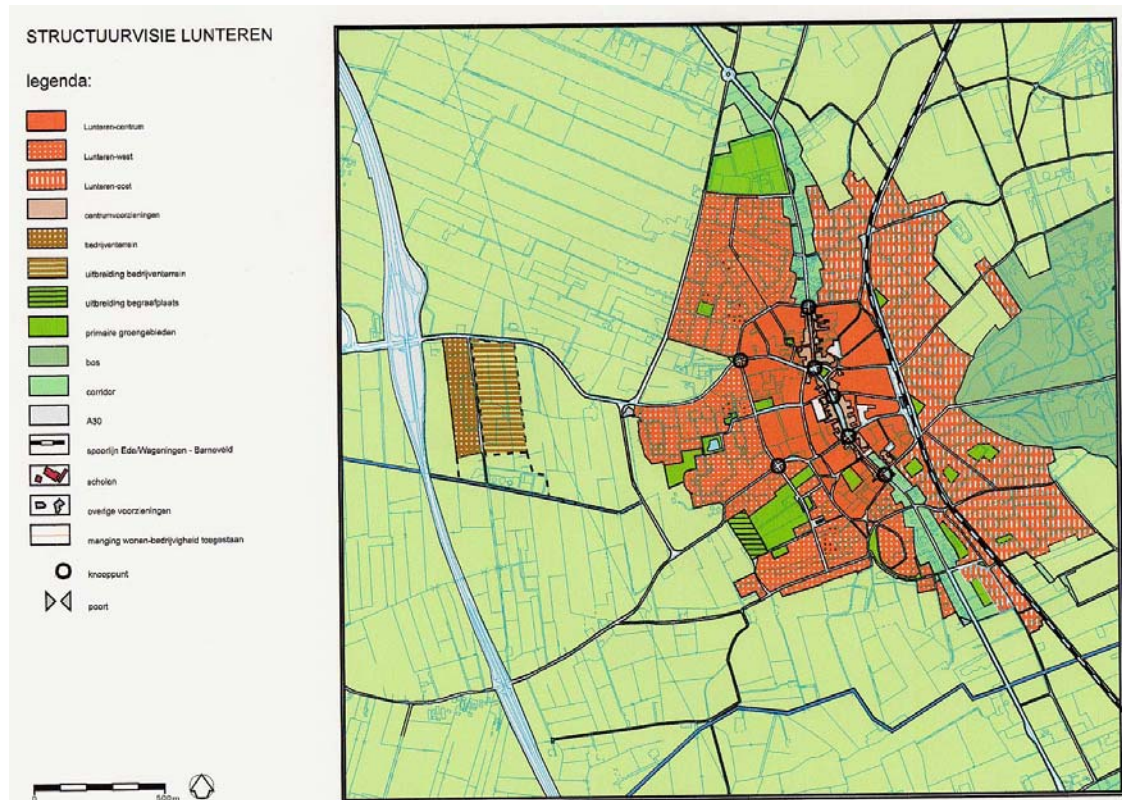 STRUCTUURVISIE LUNTEREN
legenda:
Lunteren-centrum
Lunteren-west
Lunteren-oost
centrumvoorzieningen
bedrijventerrein
uitbreiding bedrijventerrein
uitbreiding begraafplaats
primaire groengebieden
bos
corridor
A30
spoorlijn Ede/Wageningen - Barneveld
scholen
overige voorzieningen
menging wonen-bedrijvigheid toegestaan
knooppunt
poort
0 500m